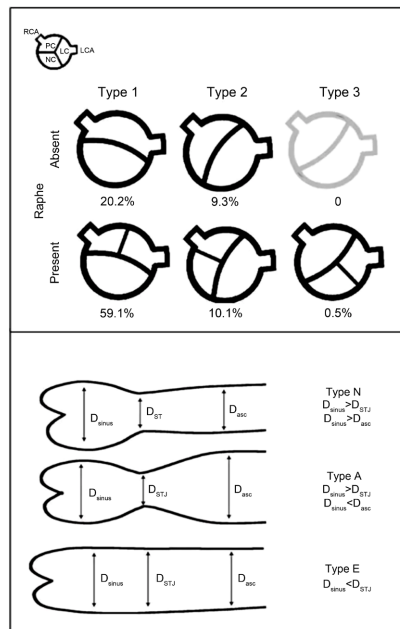 RCA
PC
LC
LCA
NC
Type 1 Type 2 Type 3
Absent
20.2% 9.3% 0
Raphe
Present
59.1% 10.1% 0.5%
Dsinus
DST
Dasc
Type N
Dsinus>DSTJ
Dsinus>Dasc
Dsinus
DSTJ
Dasc
Type A
Dsinus>DSTJ
Dsinus<Dasc
Dsinus
DSTJ
Dasc
Type E
Dsinus<DSTJ